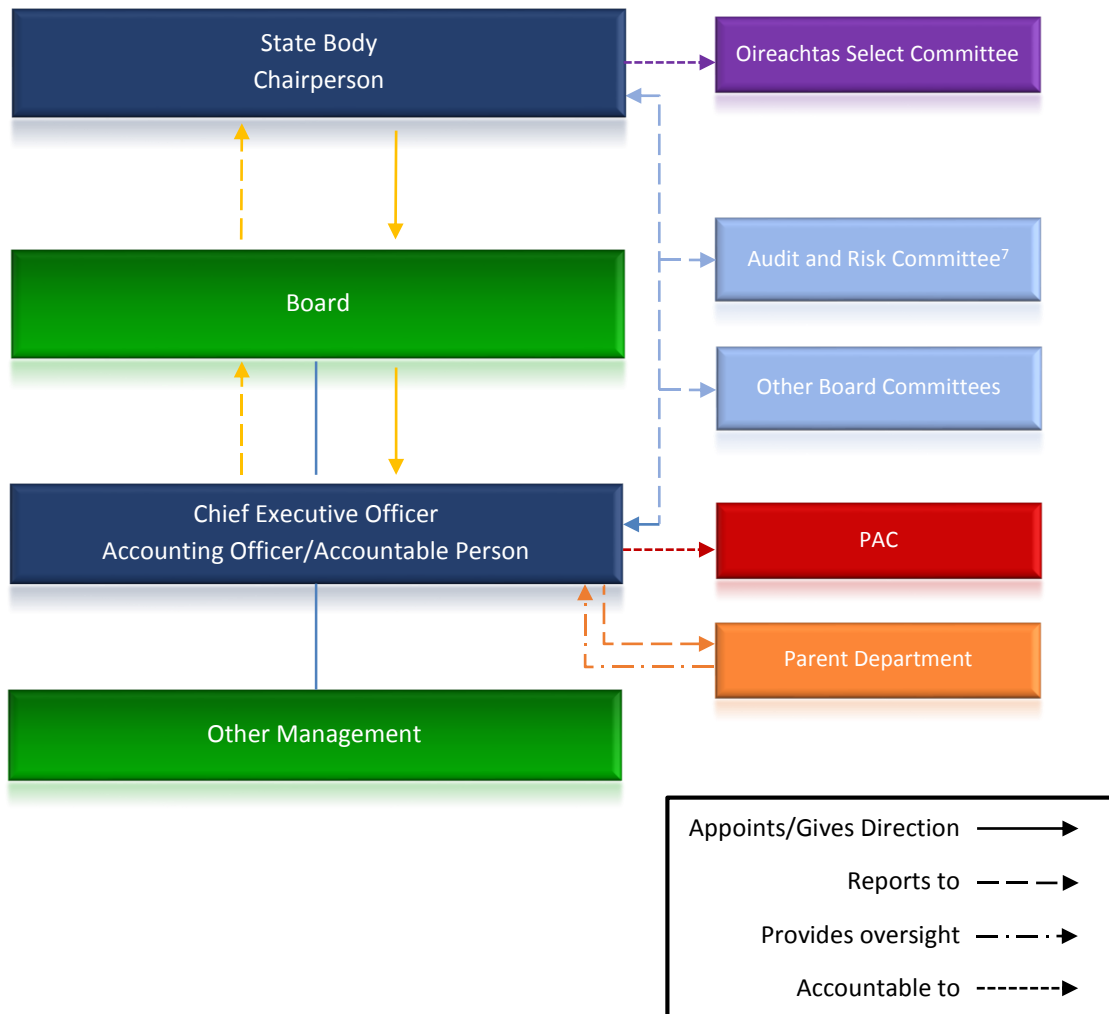 State Body
Chairperson
Oireachtas Select Committee
Audit and Risk Committee⁷
Board
Other Board Committees
Chief Executive Officer
Accounting Officer/Accountable Person
PAC
Parent Department
Other Management
Appoints/Gives Direction
Reports to
Provides oversight
Accountable to